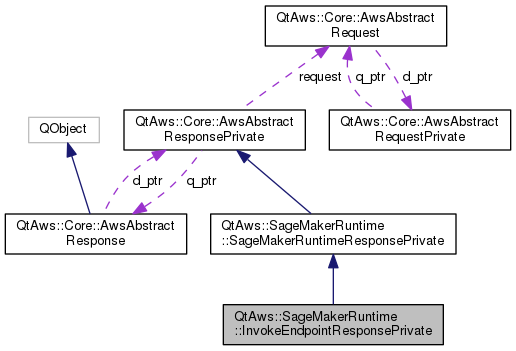 QtAws::Core::AwsAbstract
Request
request
q_ptr
d_ptr
QObject
QtAws::Core::AwsAbstract
ResponsePrivate
QtAws::Core::AwsAbstract
RequestPrivate
d_ptr
q_ptr
QtAws::Core::AwsAbstract
Response
QtAws::SageMakerRuntime
::SageMakerRuntimeResponsePrivate
QtAws::SageMakerRuntime
::InvokeEndpointResponsePrivate